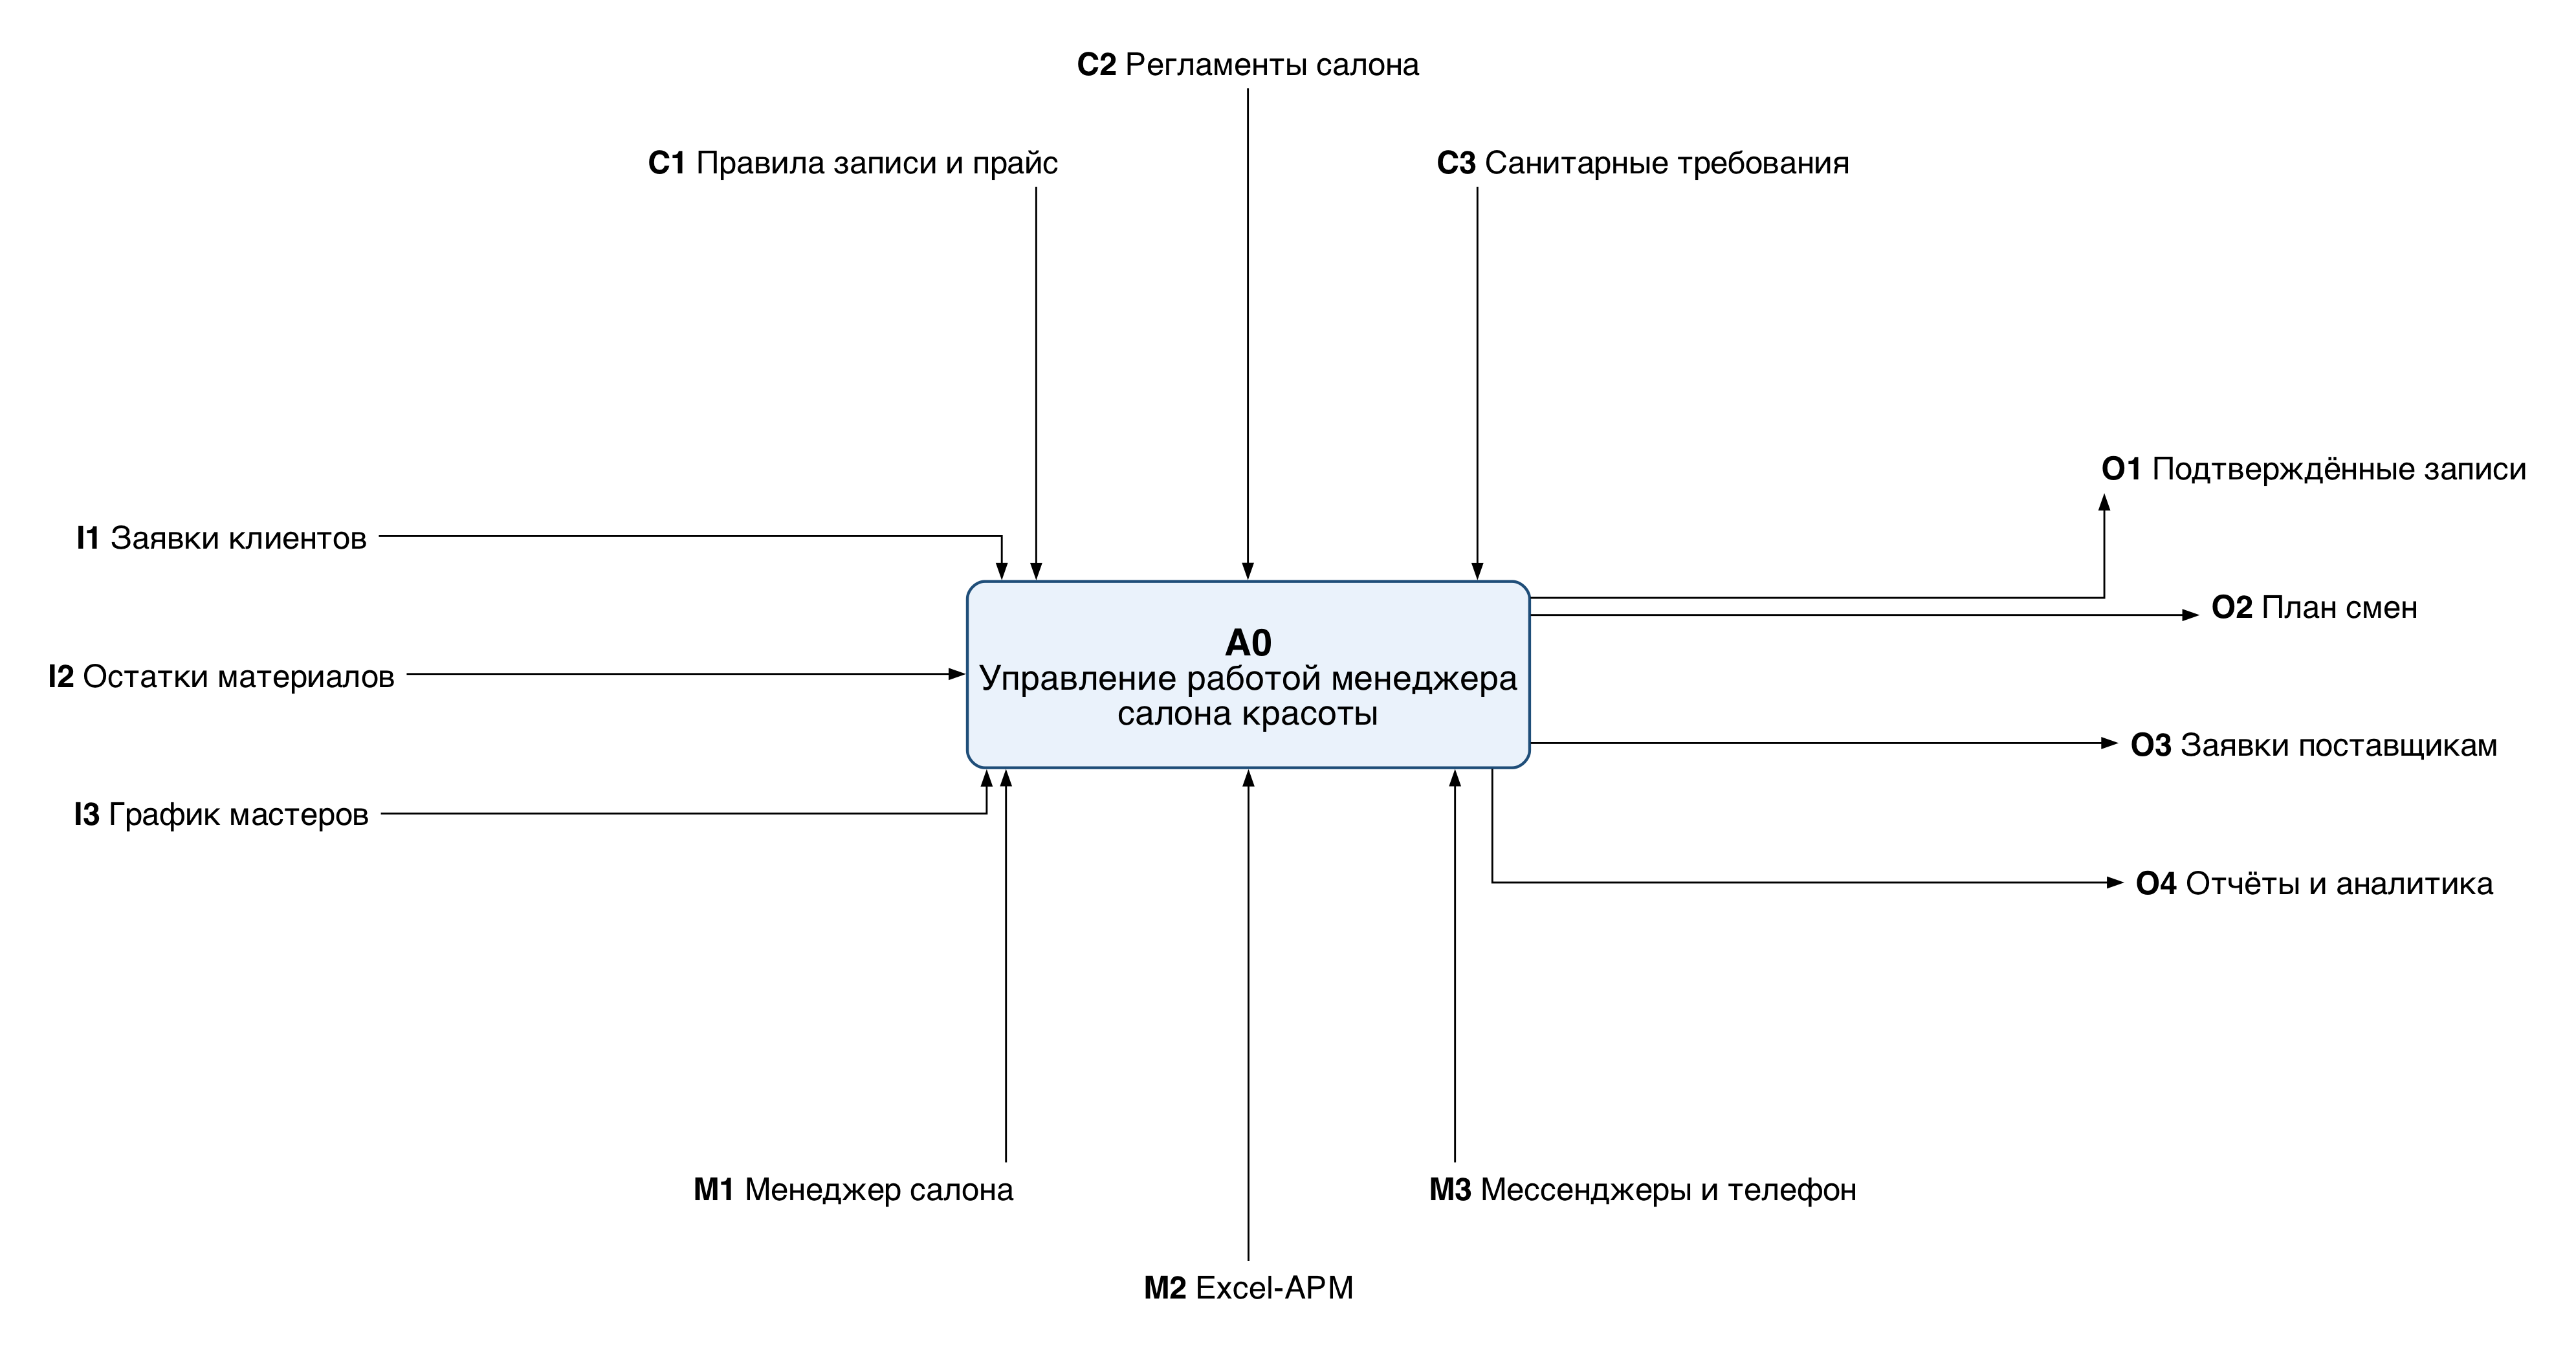 C2 Регламенты салона
C1 Правила записи и прайс
C3 Санитарные требования
O1 Подтверждённые записи
I1 Заявки клиентов
O2 План смен
A0
Управление работой менеджера
салона красоты
I2 Остатки материалов
O3 Заявки поставщикам
I3 График мастеров
O4 Отчёты и аналитика
M1 Менеджер салона
M3 Мессенджеры и телефон
M2 Excel-АРМ